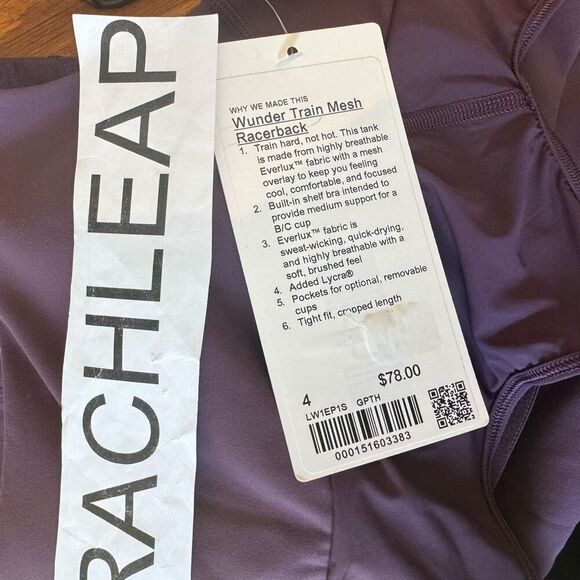 RACHLEAP
WHY WE MADE THIS
Wunder Train Mesh
Racerback
1. Train hard, not hot. This tank
is made from highly breathable
Everlux™ fabric with a mesh
overlay to keep you feeling
cool, comfortable, and focused
2. Built-in shelf bra intended to
provide medium support for a
B/C cup
3. Everlux™ fabric is
sweat-wicking, quick-drying,
and highly breathable with a
soft, brushed feel
4. Added Lycra®
5. Pockets for optional, removable
cups
6. Tight fit, cropped length
4 $78.00
LW1EP1S GPTH
000151603383